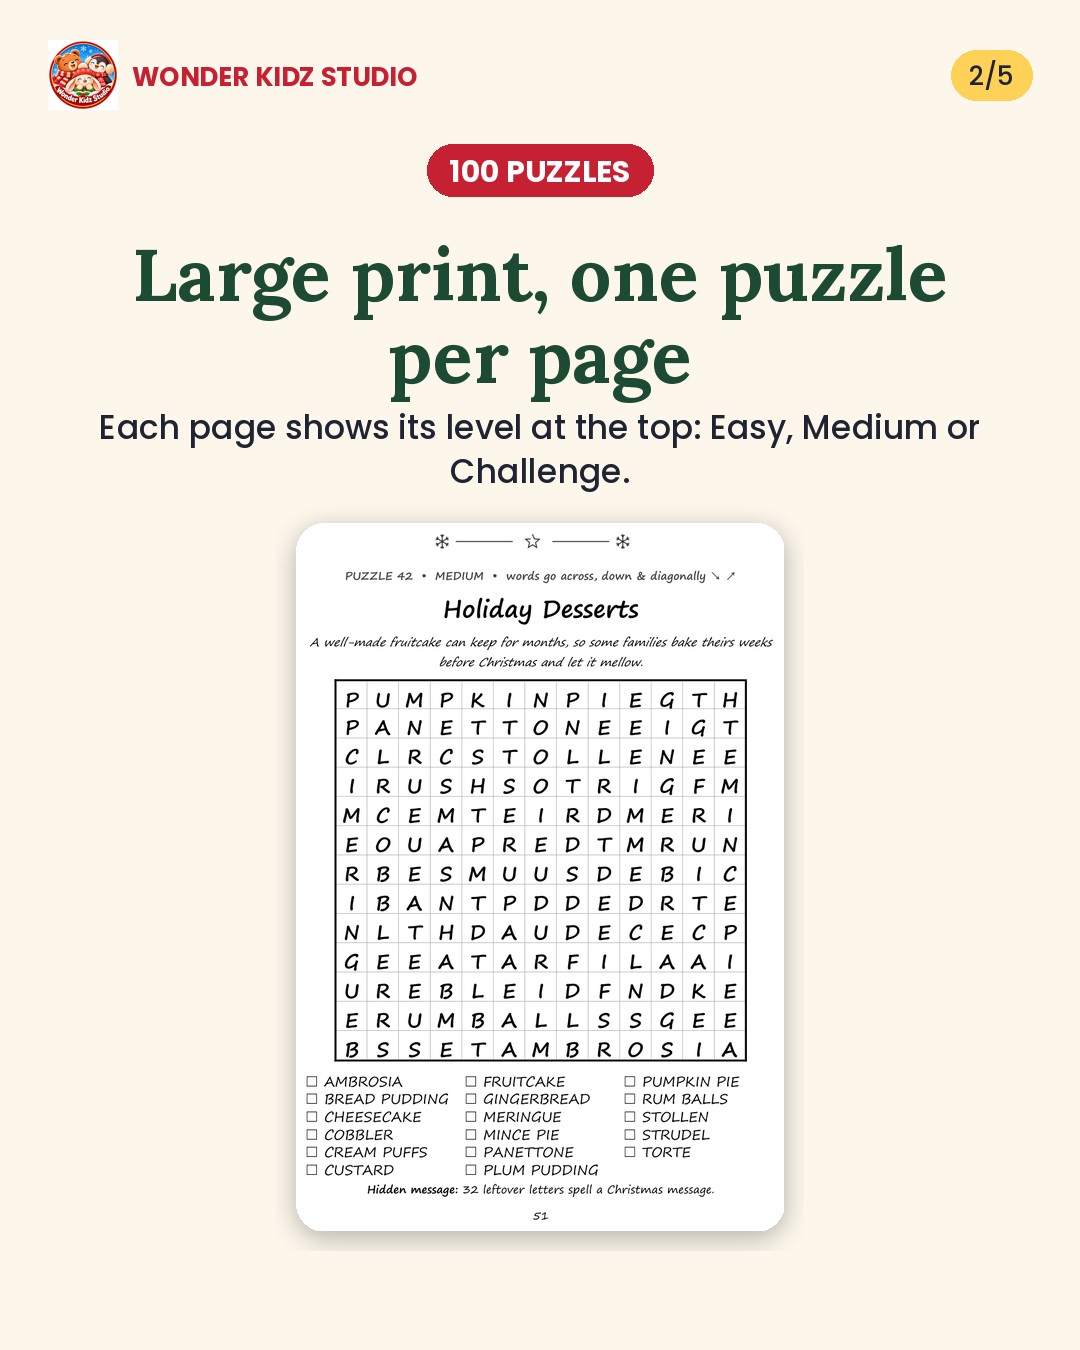 Wonder Kidz Studio
WONDER KIDZ STUDIO
2/5
100 PUZZLES
Large print, one puzzle
per page
Each page shows its level at the top: Easy, Medium or
Challenge.
PUZZLE 42 • MEDIUM • words go across, down & diagonally ↘ ↗
Holiday Desserts
A well-made fruitcake can keep for months, so some families bake theirs weeks
before Christmas and let it mellow.
P U M P K I N P I E G T H
P A N E T T O N E E I G T
C L R C S T O L L E N E E
I R U S H S O T R I G F M
M C E M T E I R D M E R I
E O U A P R E D T M R U N
R B E S M U U S D E B I C
I B A N T P D D E D R T E
N L T H D A U D E C E C P
G E E A T A R F I L A A I
U R E B L E I D F N D K E
E R U M B A L L S S G E E
B S S E T A M B R O S I A
☐ AMBROSIA ☐ FRUITCAKE ☐ PUMPKIN PIE
☐ BREAD PUDDING ☐ GINGERBREAD ☐ RUM BALLS
☐ CHEESECAKE ☐ MERINGUE ☐ STOLLEN
☐ COBBLER ☐ MINCE PIE ☐ STRUDEL
☐ CREAM PUFFS ☐ PANETTONE ☐ TORTE
☐ CUSTARD ☐ PLUM PUDDING
Hidden message: 32 leftover letters spell a Christmas message.
51